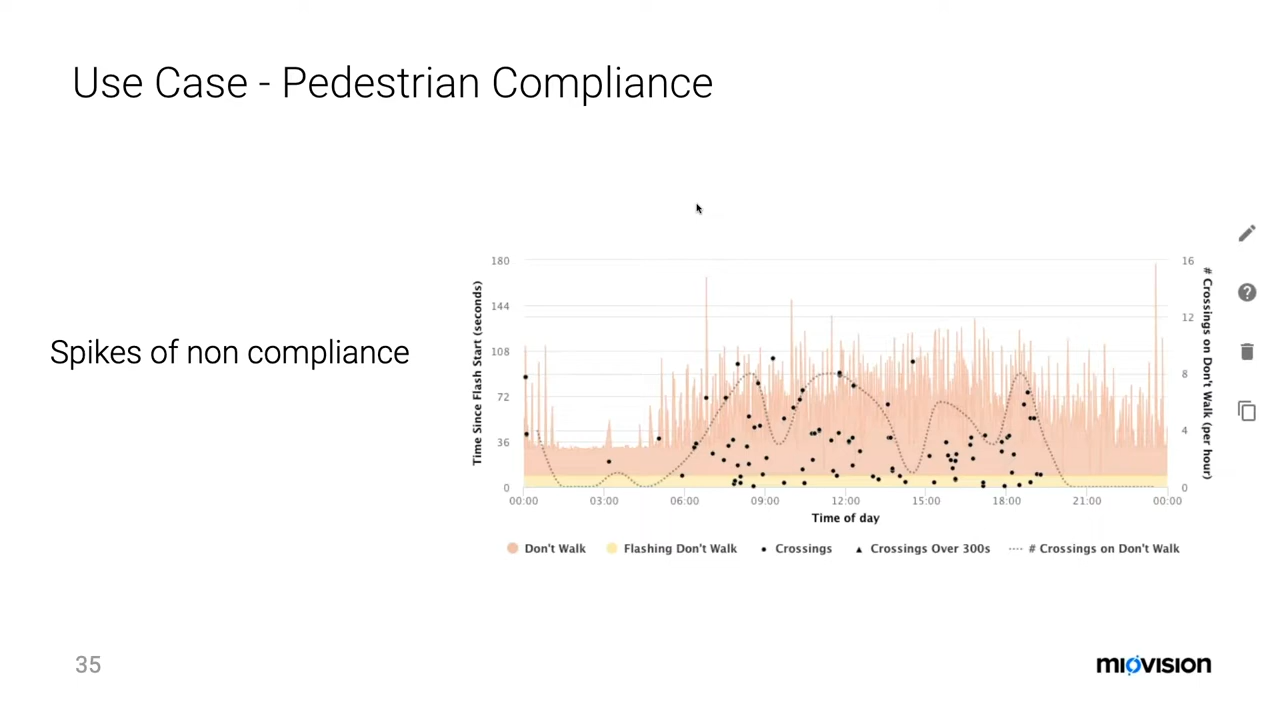 Use Case - Pedestrian Compliance
Spikes of non compliance
Time Since Flash Start (seconds)
180
144
108
72
36
0
16
12
8
4
0
# Crossings on Don't Walk (per hour)
00:00 03:00 06:00 09:00 12:00 15:00 18:00 21:00 00:00
Time of day
Don't Walk Flashing Don't Walk Crossings Crossings Over 300s # Crossings on Don't Walk
35
miovision